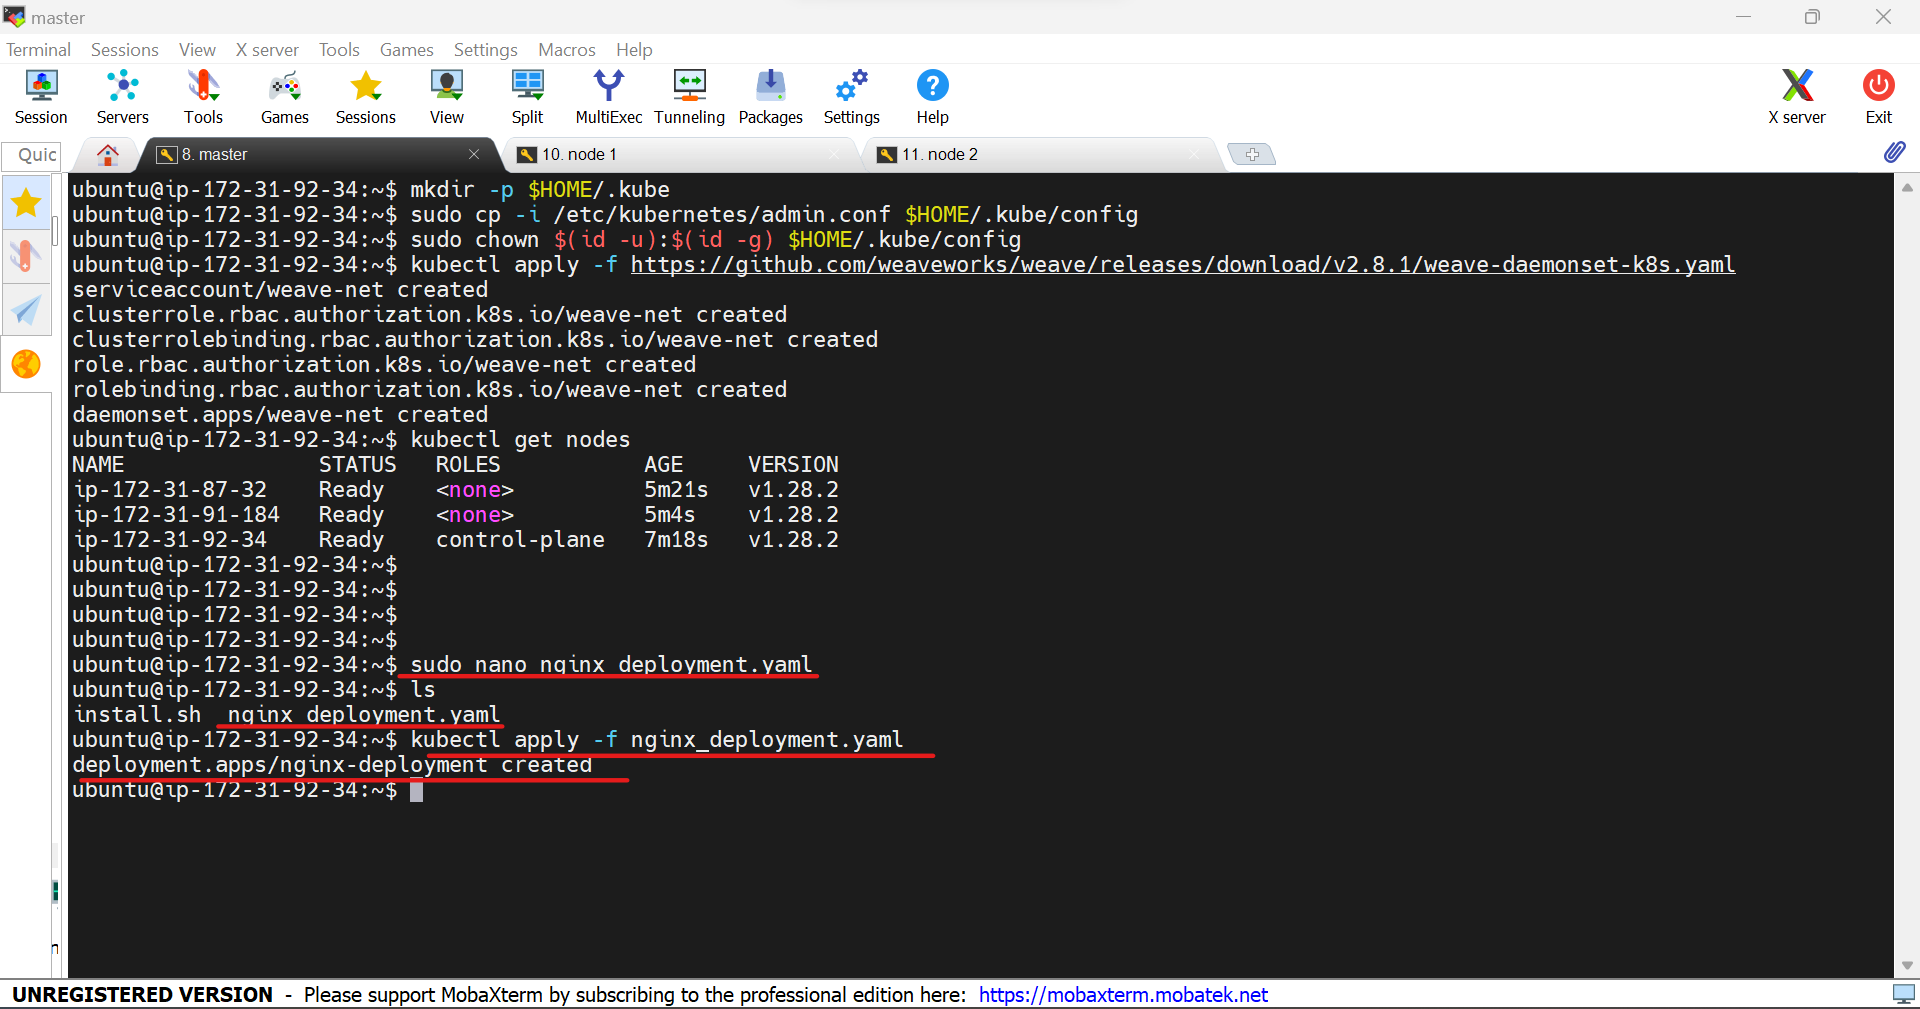 master
Terminal Sessions View X server Tools Games Settings Macros Help
Session Servers Tools Games Sessions View Split MultiExec Tunneling Packages Settings Help X server Exit
Quic 8. master 10. node 1 11. node 2
ubuntu@ip-172-31-92-34:~$ mkdir -p $HOME/.kube
ubuntu@ip-172-31-92-34:~$ sudo cp -i /etc/kubernetes/admin.conf $HOME/.kube/config
ubuntu@ip-172-31-92-34:~$ sudo chown $(id -u):$(id -g) $HOME/.kube/config
ubuntu@ip-172-31-92-34:~$ kubectl apply -f https://github.com/weaveworks/weave/releases/download/v2.8.1/weave-daemonset-k8s.yaml
serviceaccount/weave-net created
clusterrole.rbac.authorization.k8s.io/weave-net created
clusterrolebinding.rbac.authorization.k8s.io/weave-net created
role.rbac.authorization.k8s.io/weave-net created
rolebinding.rbac.authorization.k8s.io/weave-net created
daemonset.apps/weave-net created
ubuntu@ip-172-31-92-34:~$ kubectl get nodes
NAME STATUS ROLES AGE VERSION
ip-172-31-87-32 Ready <none> 5m21s v1.28.2
ip-172-31-91-184 Ready <none> 5m4s v1.28.2
ip-172-31-92-34 Ready control-plane 7m18s v1.28.2
ubuntu@ip-172-31-92-34:~$
ubuntu@ip-172-31-92-34:~$
ubuntu@ip-172-31-92-34:~$
ubuntu@ip-172-31-92-34:~$
ubuntu@ip-172-31-92-34:~$ sudo nano nginx_deployment.yaml
ubuntu@ip-172-31-92-34:~$ ls
install.sh nginx_deployment.yaml
ubuntu@ip-172-31-92-34:~$ kubectl apply -f nginx_deployment.yaml
deployment.apps/nginx-deployment created
ubuntu@ip-172-31-92-34:~$
UNREGISTERED VERSION - Please support MobaXterm by subscribing to the professional edition here: https://mobaxterm.mobatek.net